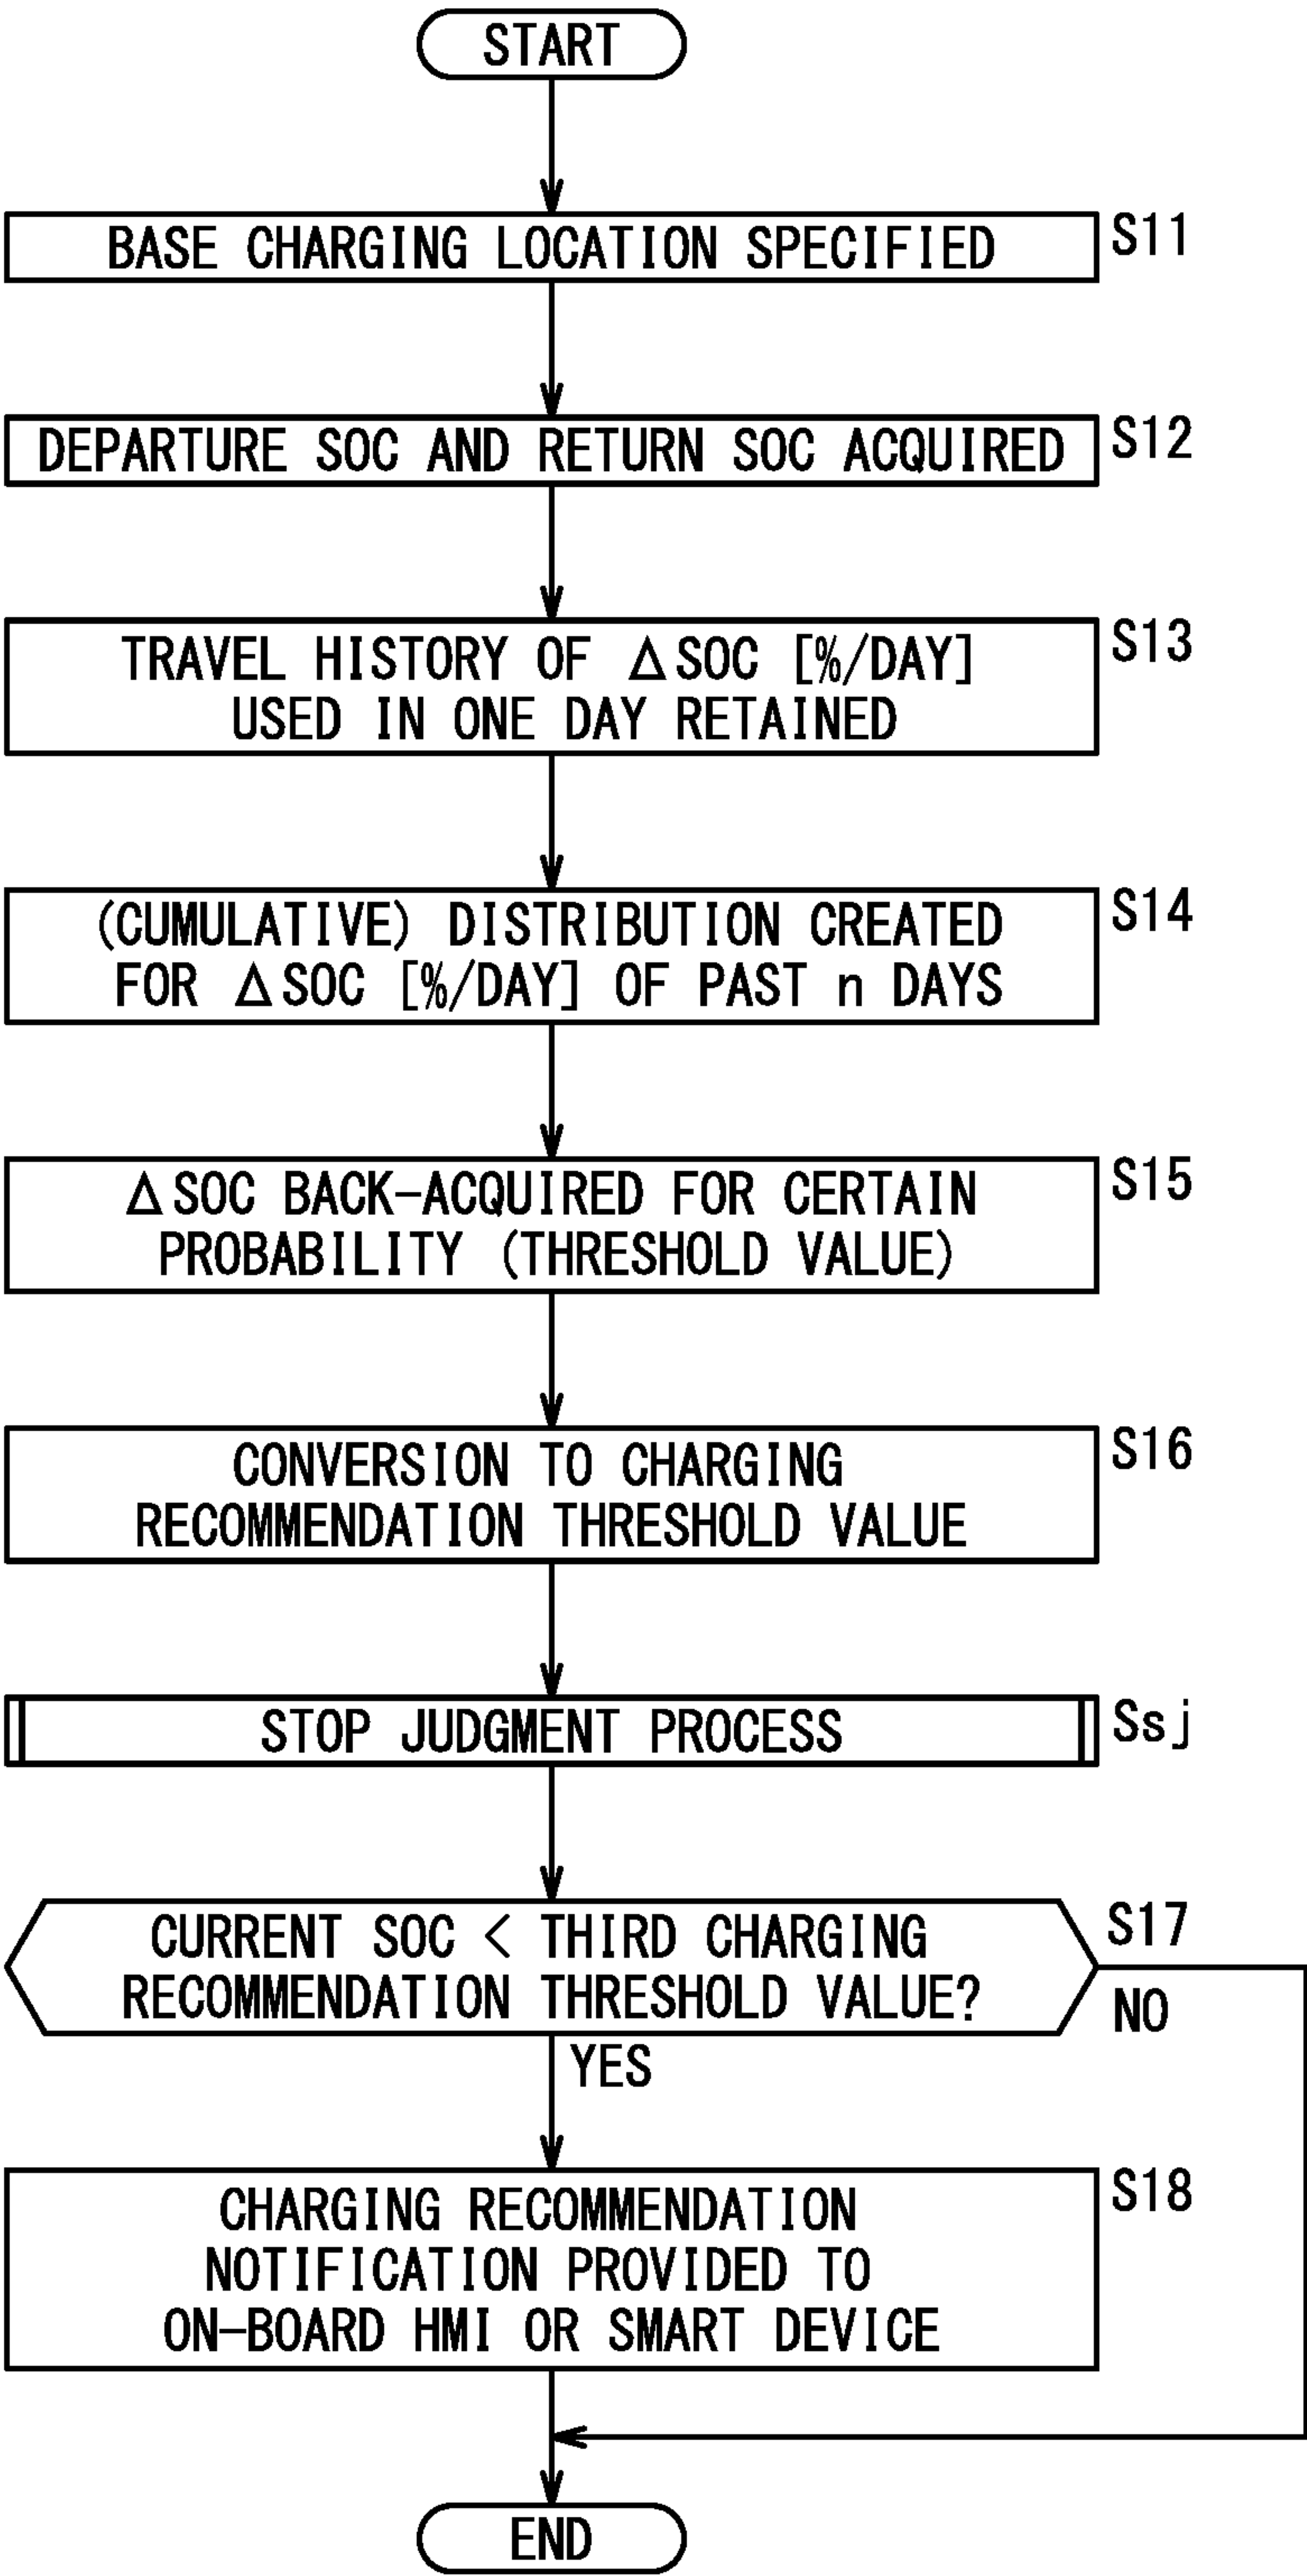 START
BASE CHARGING LOCATION SPECIFIED
S11
DEPARTURE SOC AND RETURN SOC ACQUIRED
S12
TRAVEL HISTORY OF △SOC [%/DAY]
USED IN ONE DAY RETAINED
S13
(CUMULATIVE) DISTRIBUTION CREATED
FOR △SOC [%/DAY] OF PAST n DAYS
S14
△SOC BACK-ACQUIRED FOR CERTAIN
PROBABILITY (THRESHOLD VALUE)
S15
CONVERSION TO CHARGING
RECOMMENDATION THRESHOLD VALUE
S16
STOP JUDGMENT PROCESS
Ssj
CURRENT SOC < THIRD CHARGING
RECOMMENDATION THRESHOLD VALUE?
S17
NO
YES
CHARGING RECOMMENDATION
NOTIFICATION PROVIDED TO
ON-BOARD HMI OR SMART DEVICE
S18
END